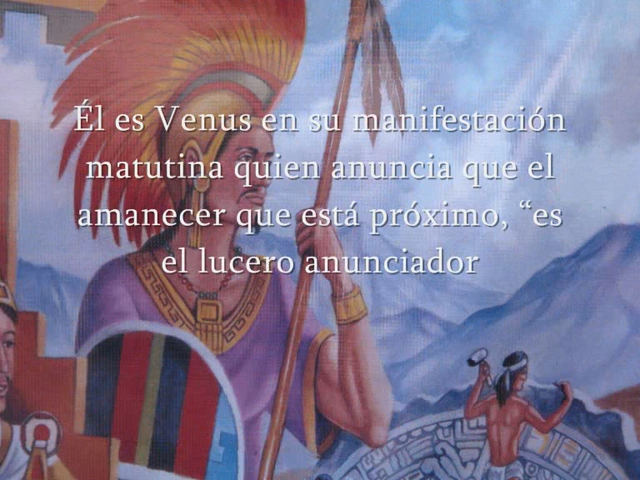 Él es Venus en su manifestación
matutina quien anuncia que el
amanecer que está próximo, “es
el lucero anunciador